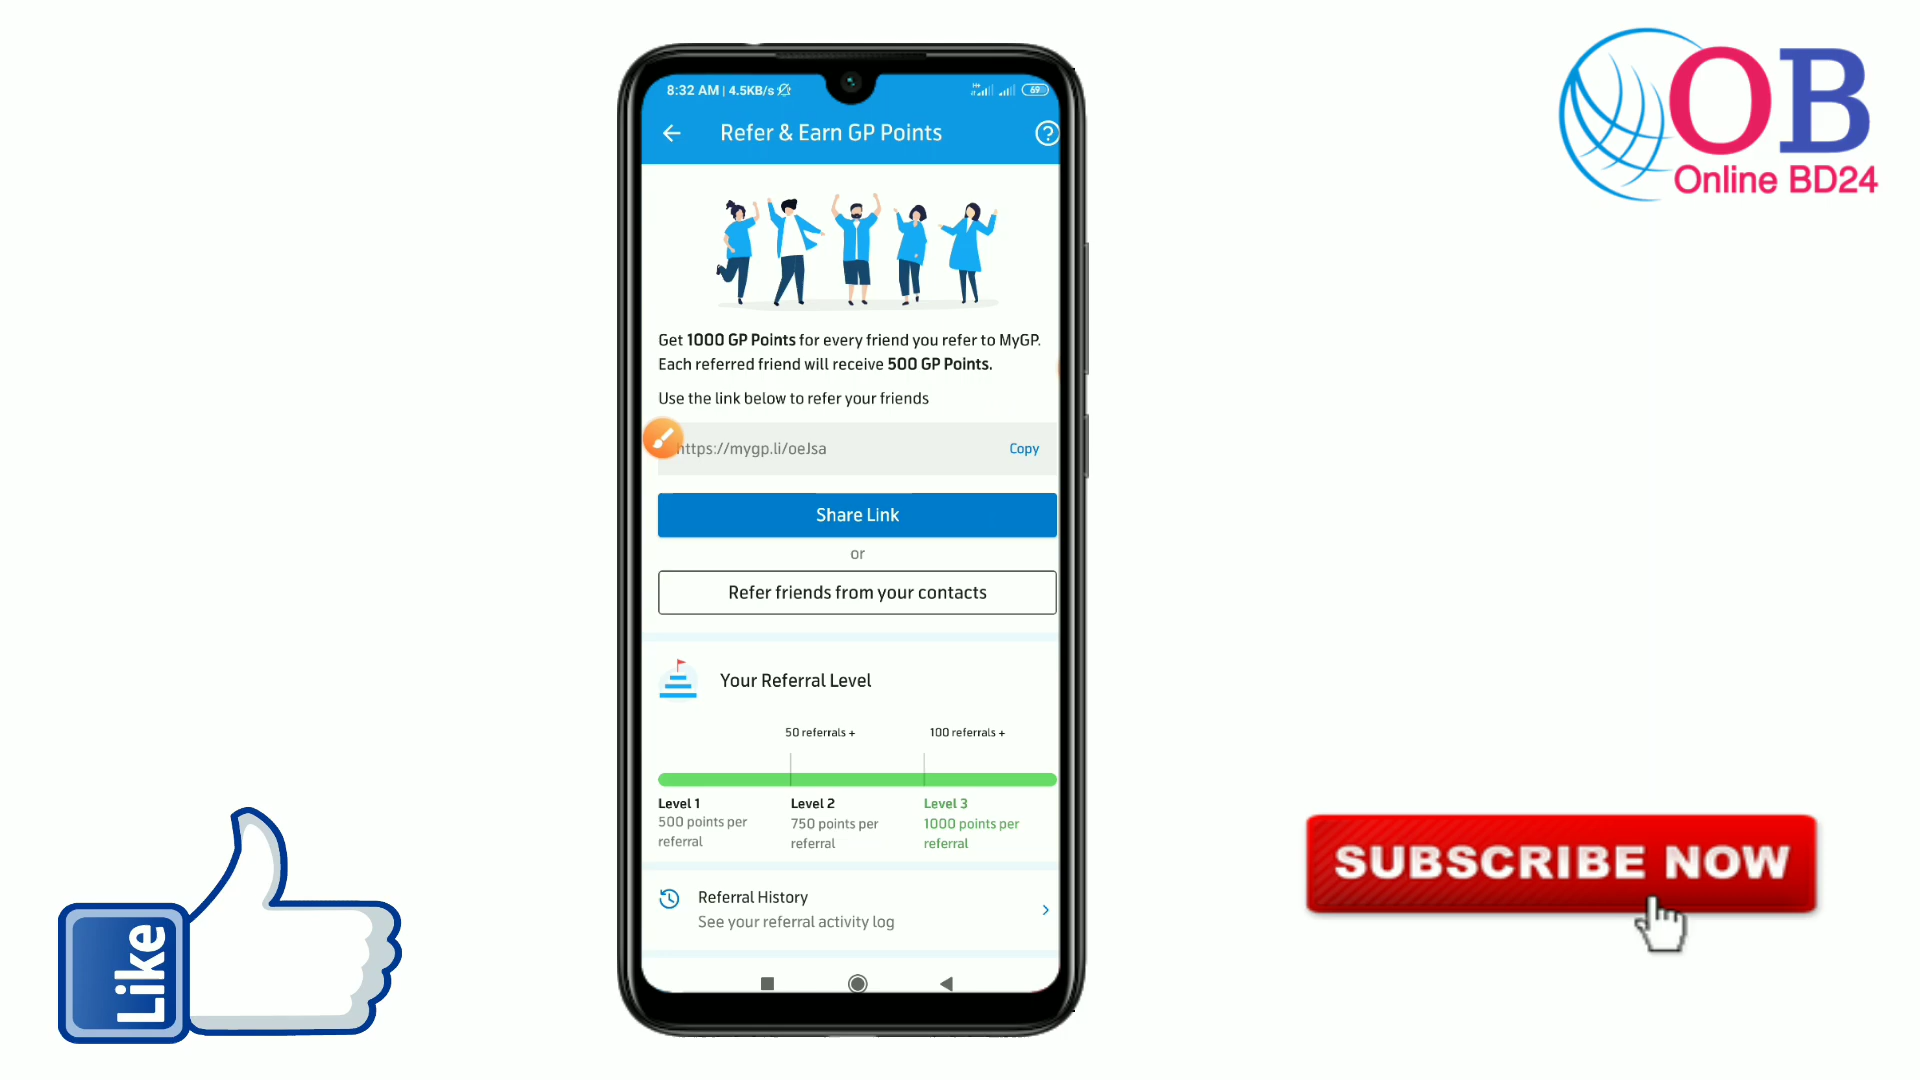 8:32 AM | 4.5KB/s
69
Refer & Earn GP Points
Get 1000 GP Points for every friend you refer to MyGP.
Each referred friend will receive 500 GP Points.
Use the link below to refer your friends
https://mygp.li/oeJsa
Copy
Share Link
or
Refer friends from your contacts
Your Referral Level
50 referrals +
100 referrals +
Level 1
500 points per
referral
Level 2
750 points per
referral
Level 3
1000 points per
referral
Referral History
See your referral activity log
OB
Online BD24
Like
SUBSCRIBE NOW